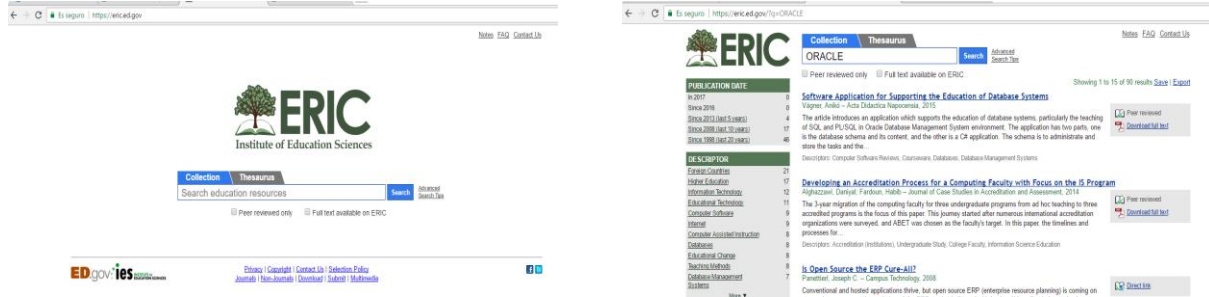 Es seguro | https://eric.ed.gov
Notes FAQ Contact Us
ERIC
Institute of Education Sciences
Collection Thesaurus
Search education resources Search Advanced Search Tips
Peer reviewed only Full text available on ERIC
ED.gov ies
Privacy | Copyright | Contact Us | Selection Policy
Journals | Non-Journals | Download | Submit | Multimedia
Es seguro | https://eric.ed.gov/?q=ORACLE
ERIC
Collection Thesaurus
Notes FAQ Contact Us
ORACLE Search Advanced Search Tips
Peer reviewed only Full text available on ERIC
Showing 1 to 15 of 90 results Save | Export
PUBLICATION DATE
In 2017 0
Since 2016 0
Since 2013 (last 5 years) 4
Since 2008 (last 10 years) 17
Since 1998 (last 20 years) 46
DESCRIPTOR
Foreign Countries 21
Higher Education 17
Information Technology 12
Educational Technology 11
Computer Software 9
Internet 9
Computer Assisted Instruction 8
Databases 8
Educational Change 8
Teaching Methods 8
Database Management Systems 7
More ▼
Software Application for Supporting the Education of Database Systems
Vágner, Anikó – Acta Didactica Napocensia, 2015
The article introduces an application which supports the education of database systems, particularly the teaching
of SQL and PL/SQL in Oracle Database Management System environment. The application has two parts, one
is the database schema and its content, and the other is a C# application. The schema is to administrate and
store the tasks and the...
Descriptors: Computer Software Reviews, Courseware, Databases, Database Management Systems
Peer reviewed
Download full text
Developing an Accreditation Process for a Computing Faculty with Focus on the IS Program
Alghazzawi, Daniyal; Fardoun, Habib – Journal of Case Studies in Accreditation and Assessment, 2014
The 3-year migration of the computing faculty for three undergraduate programs from ad hoc teaching to three
accredited programs is the focus of this paper. This journey started after numerous international accreditation
organizations were surveyed, and ABET was chosen as the faculty's target. In this paper, the timelines and
processes for...
Descriptors: Accreditation (Institutions), Undergraduate Study, College Faculty, Information Science Education
Peer reviewed
Download full text
Is Open Source the ERP Cure-All?
Panettieri, Joseph C. – Campus Technology, 2008
Conventional and hosted applications thrive, but open source ERP (enterprise resource planning) is coming on
Direct link